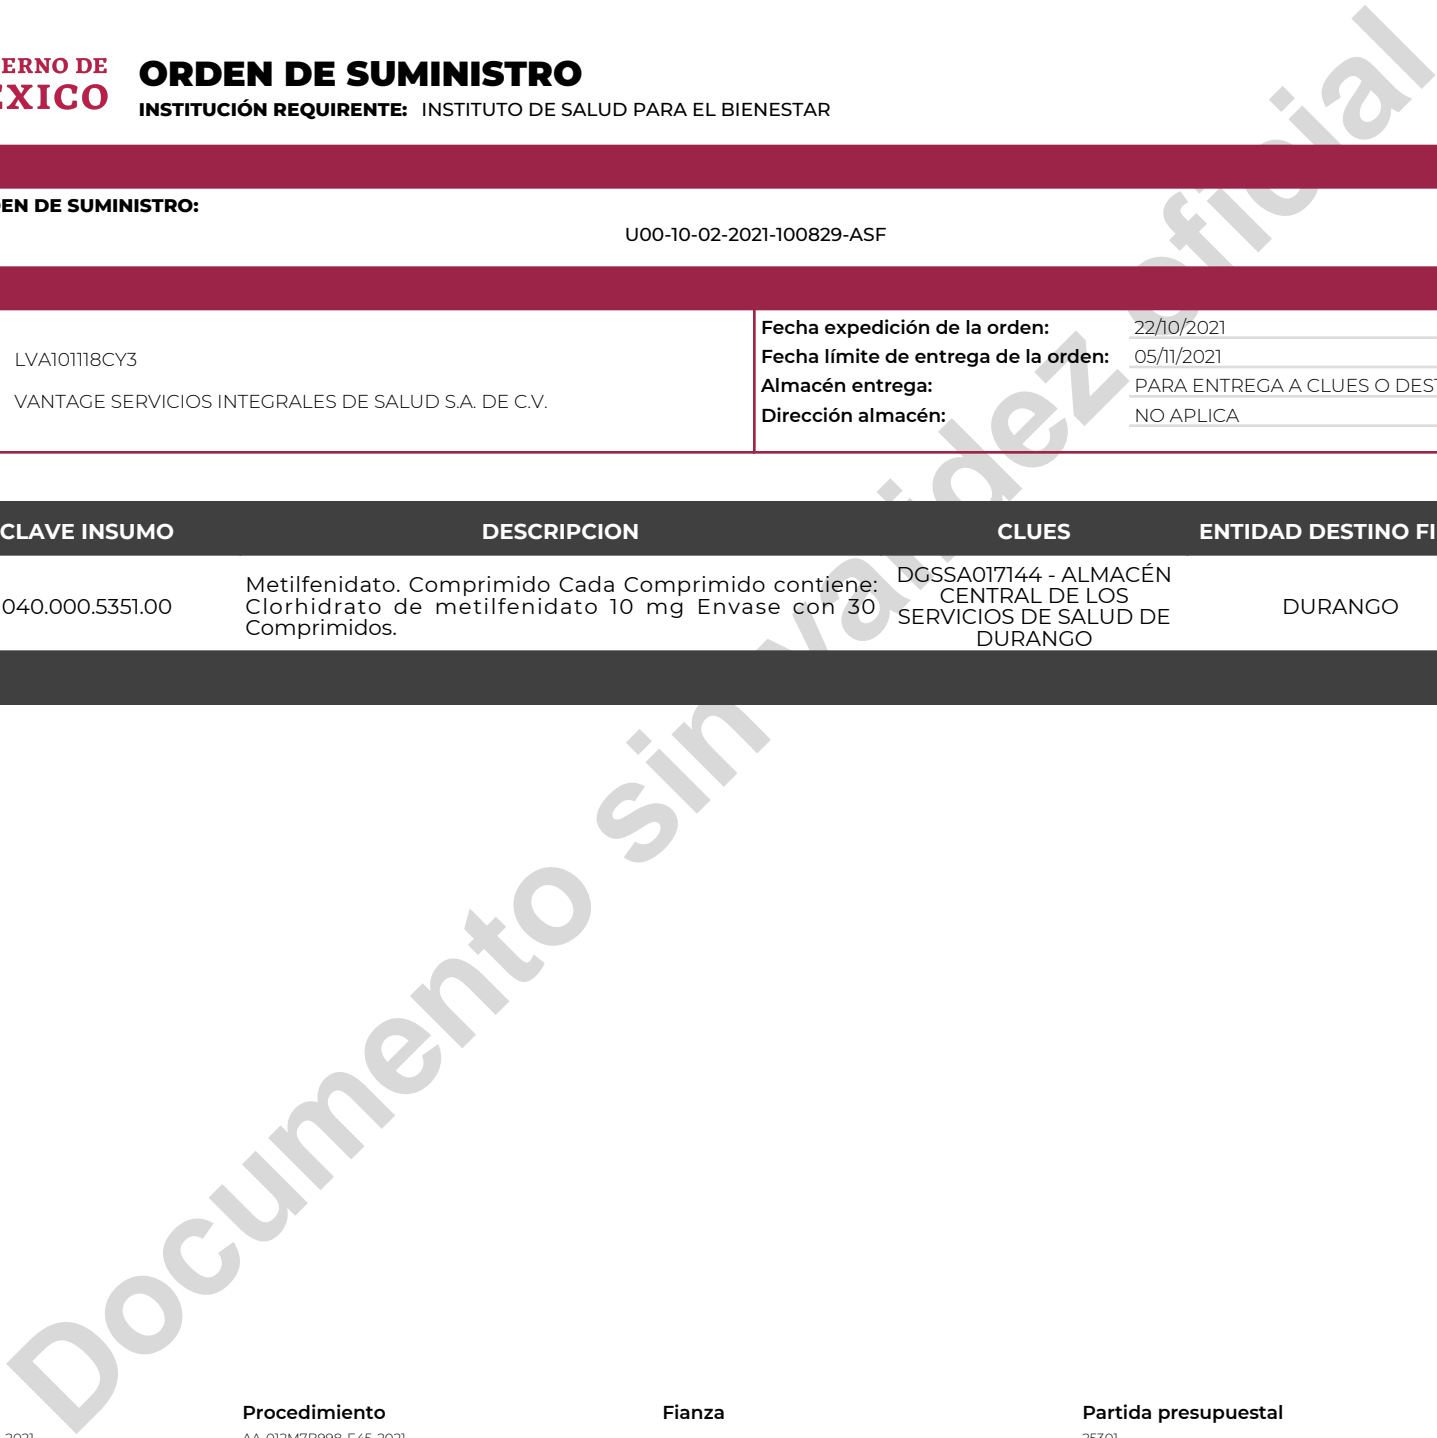 ERNO DE
EXICO
ORDEN DE SUMINISTRO
INSTITUCIÓN REQUIRENTE: INSTITUTO DE SALUD PARA EL BIENESTAR
EN DE SUMINISTRO:
U00-10-02-2021-100829-ASF
LVA101118CY3
VANTAGE SERVICIOS INTEGRALES DE SALUD S.A. DE C.V.
Fecha expedición de la orden: 22/10/2021
Fecha límite de entrega de la orden: 05/11/2021
Almacén entrega: PARA ENTREGA A CLUES O DEST
Dirección almacén: NO APLICA
CLAVE INSUMO DESCRIPCION CLUES ENTIDAD DESTINO FI
040.000.5351.00
Metilfenidato. Comprimido Cada Comprimido contiene:
Clorhidrato de metilfenidato 10 mg Envase con 30
Comprimidos.
DGSSA017144 - ALMACÉN
CENTRAL DE LOS
SERVICIOS DE SALUD DE
DURANGO
DURANGO
Documento sin validez oficial
Procedimiento Fianza Partida presupuestal